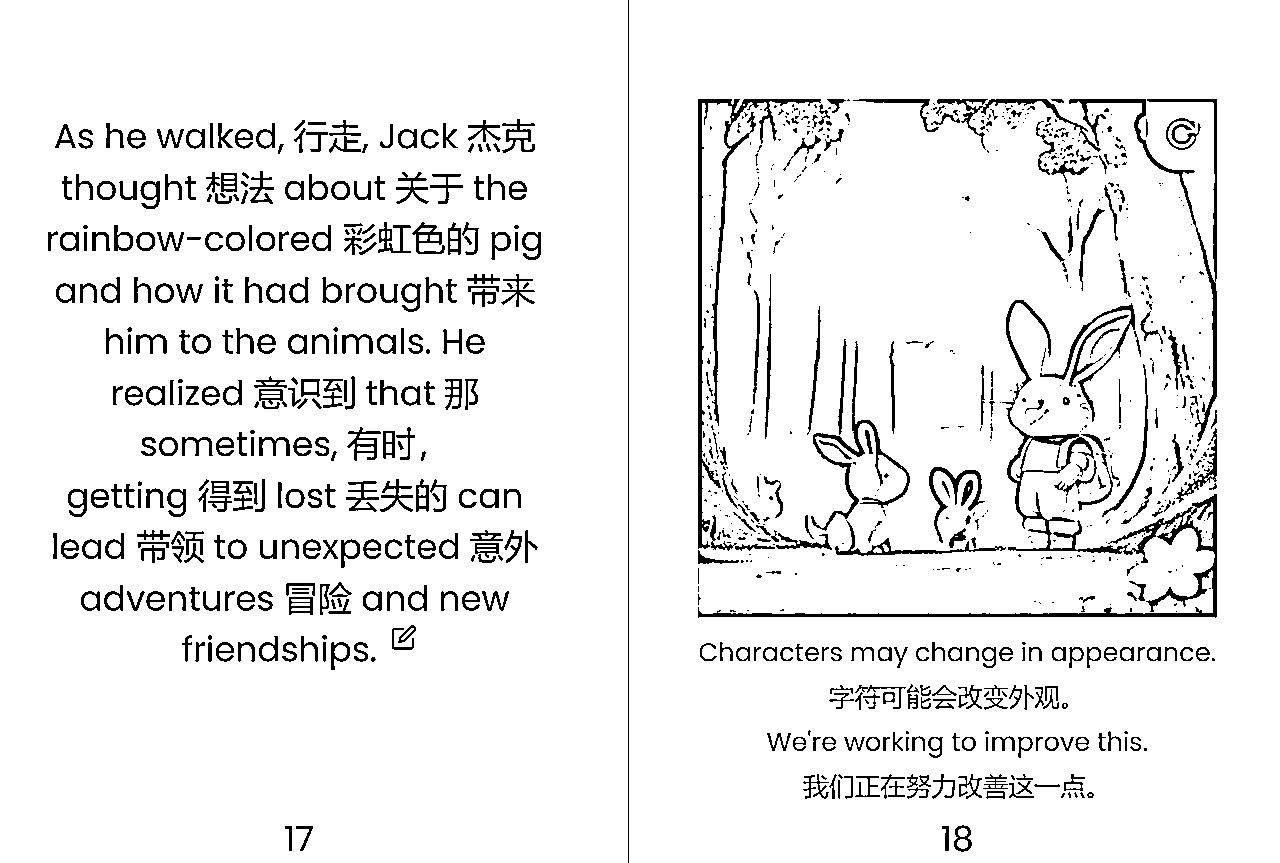 As he walked, 行走, Jack 杰克
thought 想法 about 关于 the
rainbow-colored 彩虹色的 pig
and how it had brought 带来
him to the animals. He
realized 意识到 that 那
sometimes, 有时，
getting 得到 lost 丢失的 can
lead 带领 to unexpected 意外
adventures 冒险 and new
friendships.
17
Characters may change in appearance.
字符可能会改变外观。
We're working to improve this.
我们正在努力改善这一点。
18